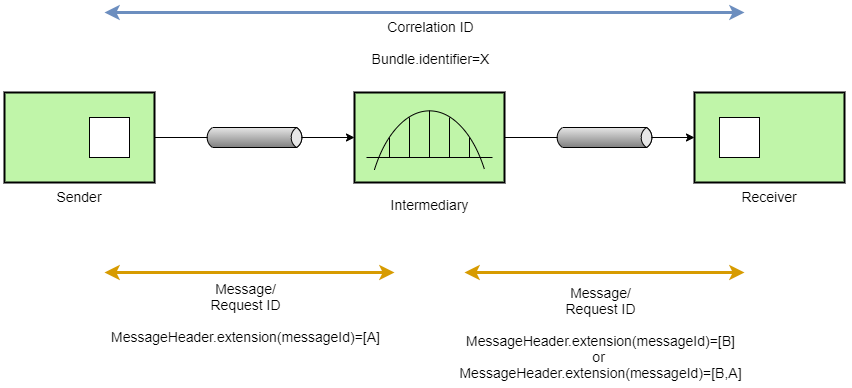 Correlation ID
Bundle.identifier=X
Sender
Intermediary
Receiver
Message/
Request ID
MessageHeader.extension(messageId)=[A]
Message/
Request ID
MessageHeader.extension(messageId)=[B]
or
MessageHeader.extension(messageId)=[B,A]